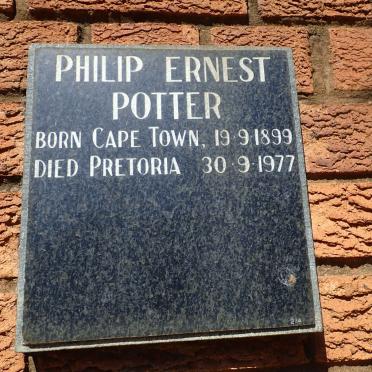 PHILIP ERNEST
POTTER
BORN CAPE TOWN, 19·9·1899
DIED PRETORIA 30·9·1977